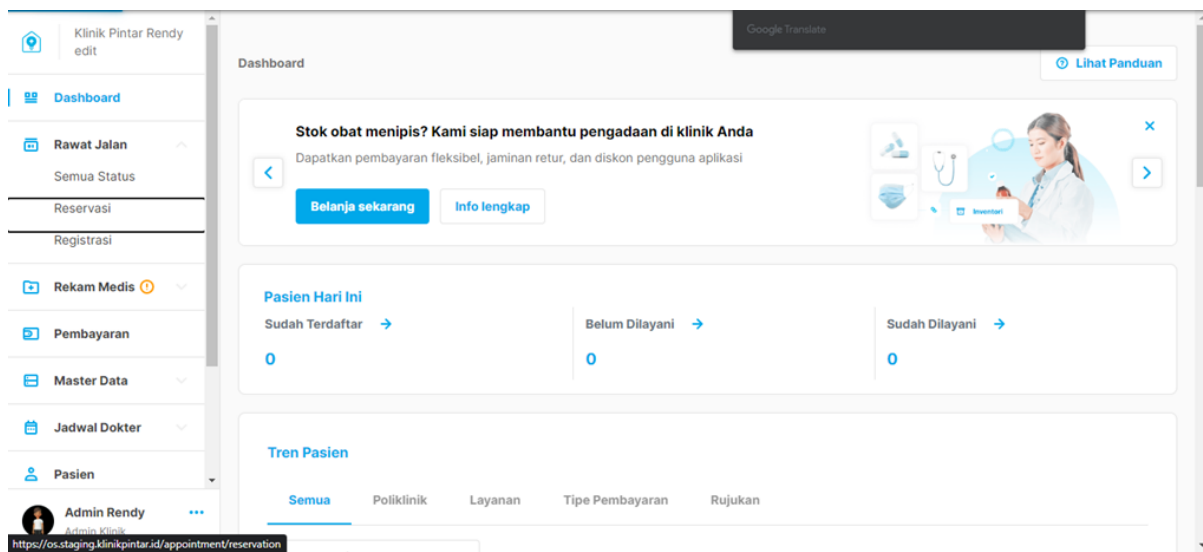 Klinik Pintar Rendy
edit
Dashboard
Rawat Jalan
Semua Status
Reservasi
Registrasi
Rekam Medis
Pembayaran
Master Data
Jadwal Dokter
Pasien
Admin Rendy
Admin Klinik
https://os.staging.klinikpintar.id/appointment/reservation
Google Translate
Dashboard
Lihat Panduan
Stok obat menipis? Kami siap membantu pengadaan di klinik Anda
Dapatkan pembayaran fleksibel, jaminan retur, dan diskon pengguna aplikasi
Belanja sekarang
Info lengkap
Inventori
Pasien Hari Ini
Sudah Terdaftar
0
Belum Dilayani
0
Sudah Dilayani
0
Tren Pasien
Semua Poliklinik Layanan Tipe Pembayaran Rujukan